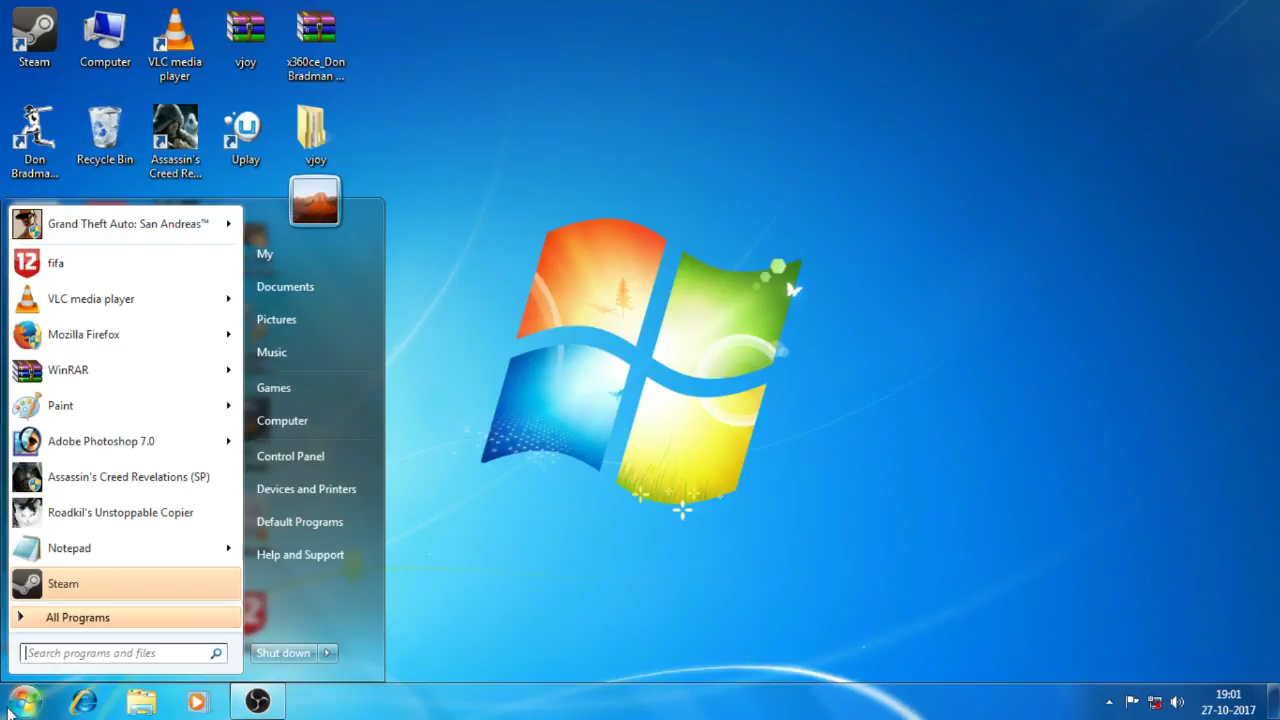 Steam
Computer
VLC media
player
vjoy
x360ce_Don
Bradman ...
Don
Bradma...
Recycle Bin
Assassin's
Creed Re...
Uplay
vjoy
Grand Theft Auto: San Andreas™
12
fifa
VLC media player
Mozilla Firefox
WinRAR
Paint
Adobe Photoshop 7.0
Assassin's Creed Revelations (SP)
Roadkil's Unstoppable Copier
Notepad
Steam
All Programs
Search programs and files
My
Documents
Pictures
Music
Games
Computer
Control Panel
Devices and Printers
Default Programs
Help and Support
Shut down
19:01
27-10-2017